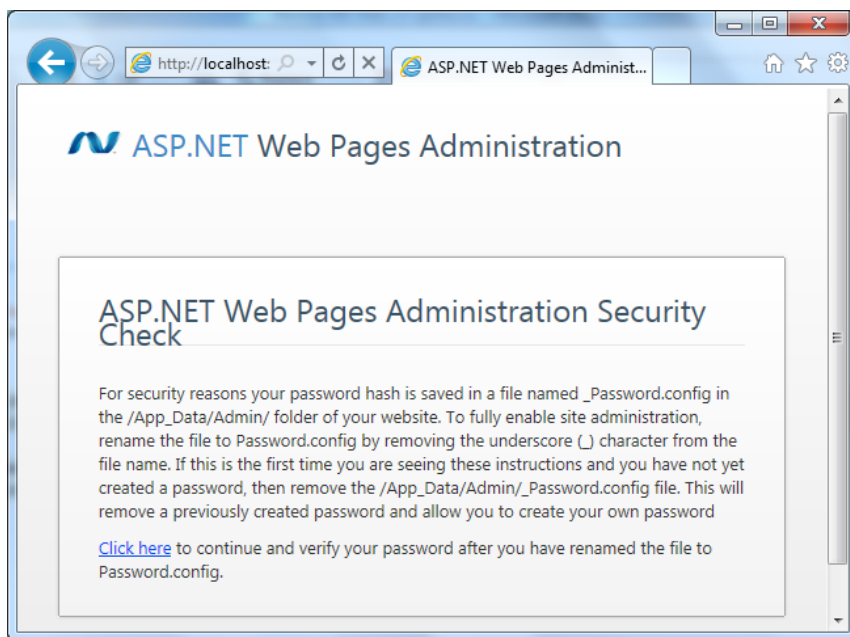 http://localhost:
ASP.NET Web Pages Administ...
ASP.NET Web Pages Administration
ASP.NET Web Pages Administration Security
Check
For security reasons your password hash is saved in a file named _Password.config in
the /App_Data/Admin/ folder of your website. To fully enable site administration,
rename the file to Password.config by removing the underscore (_) character from the
file name. If this is the first time you are seeing these instructions and you have not yet
created a password, then remove the /App_Data/Admin/_Password.config file. This will
remove a previously created password and allow you to create your own password
Click here to continue and verify your password after you have renamed the file to
Password.config.